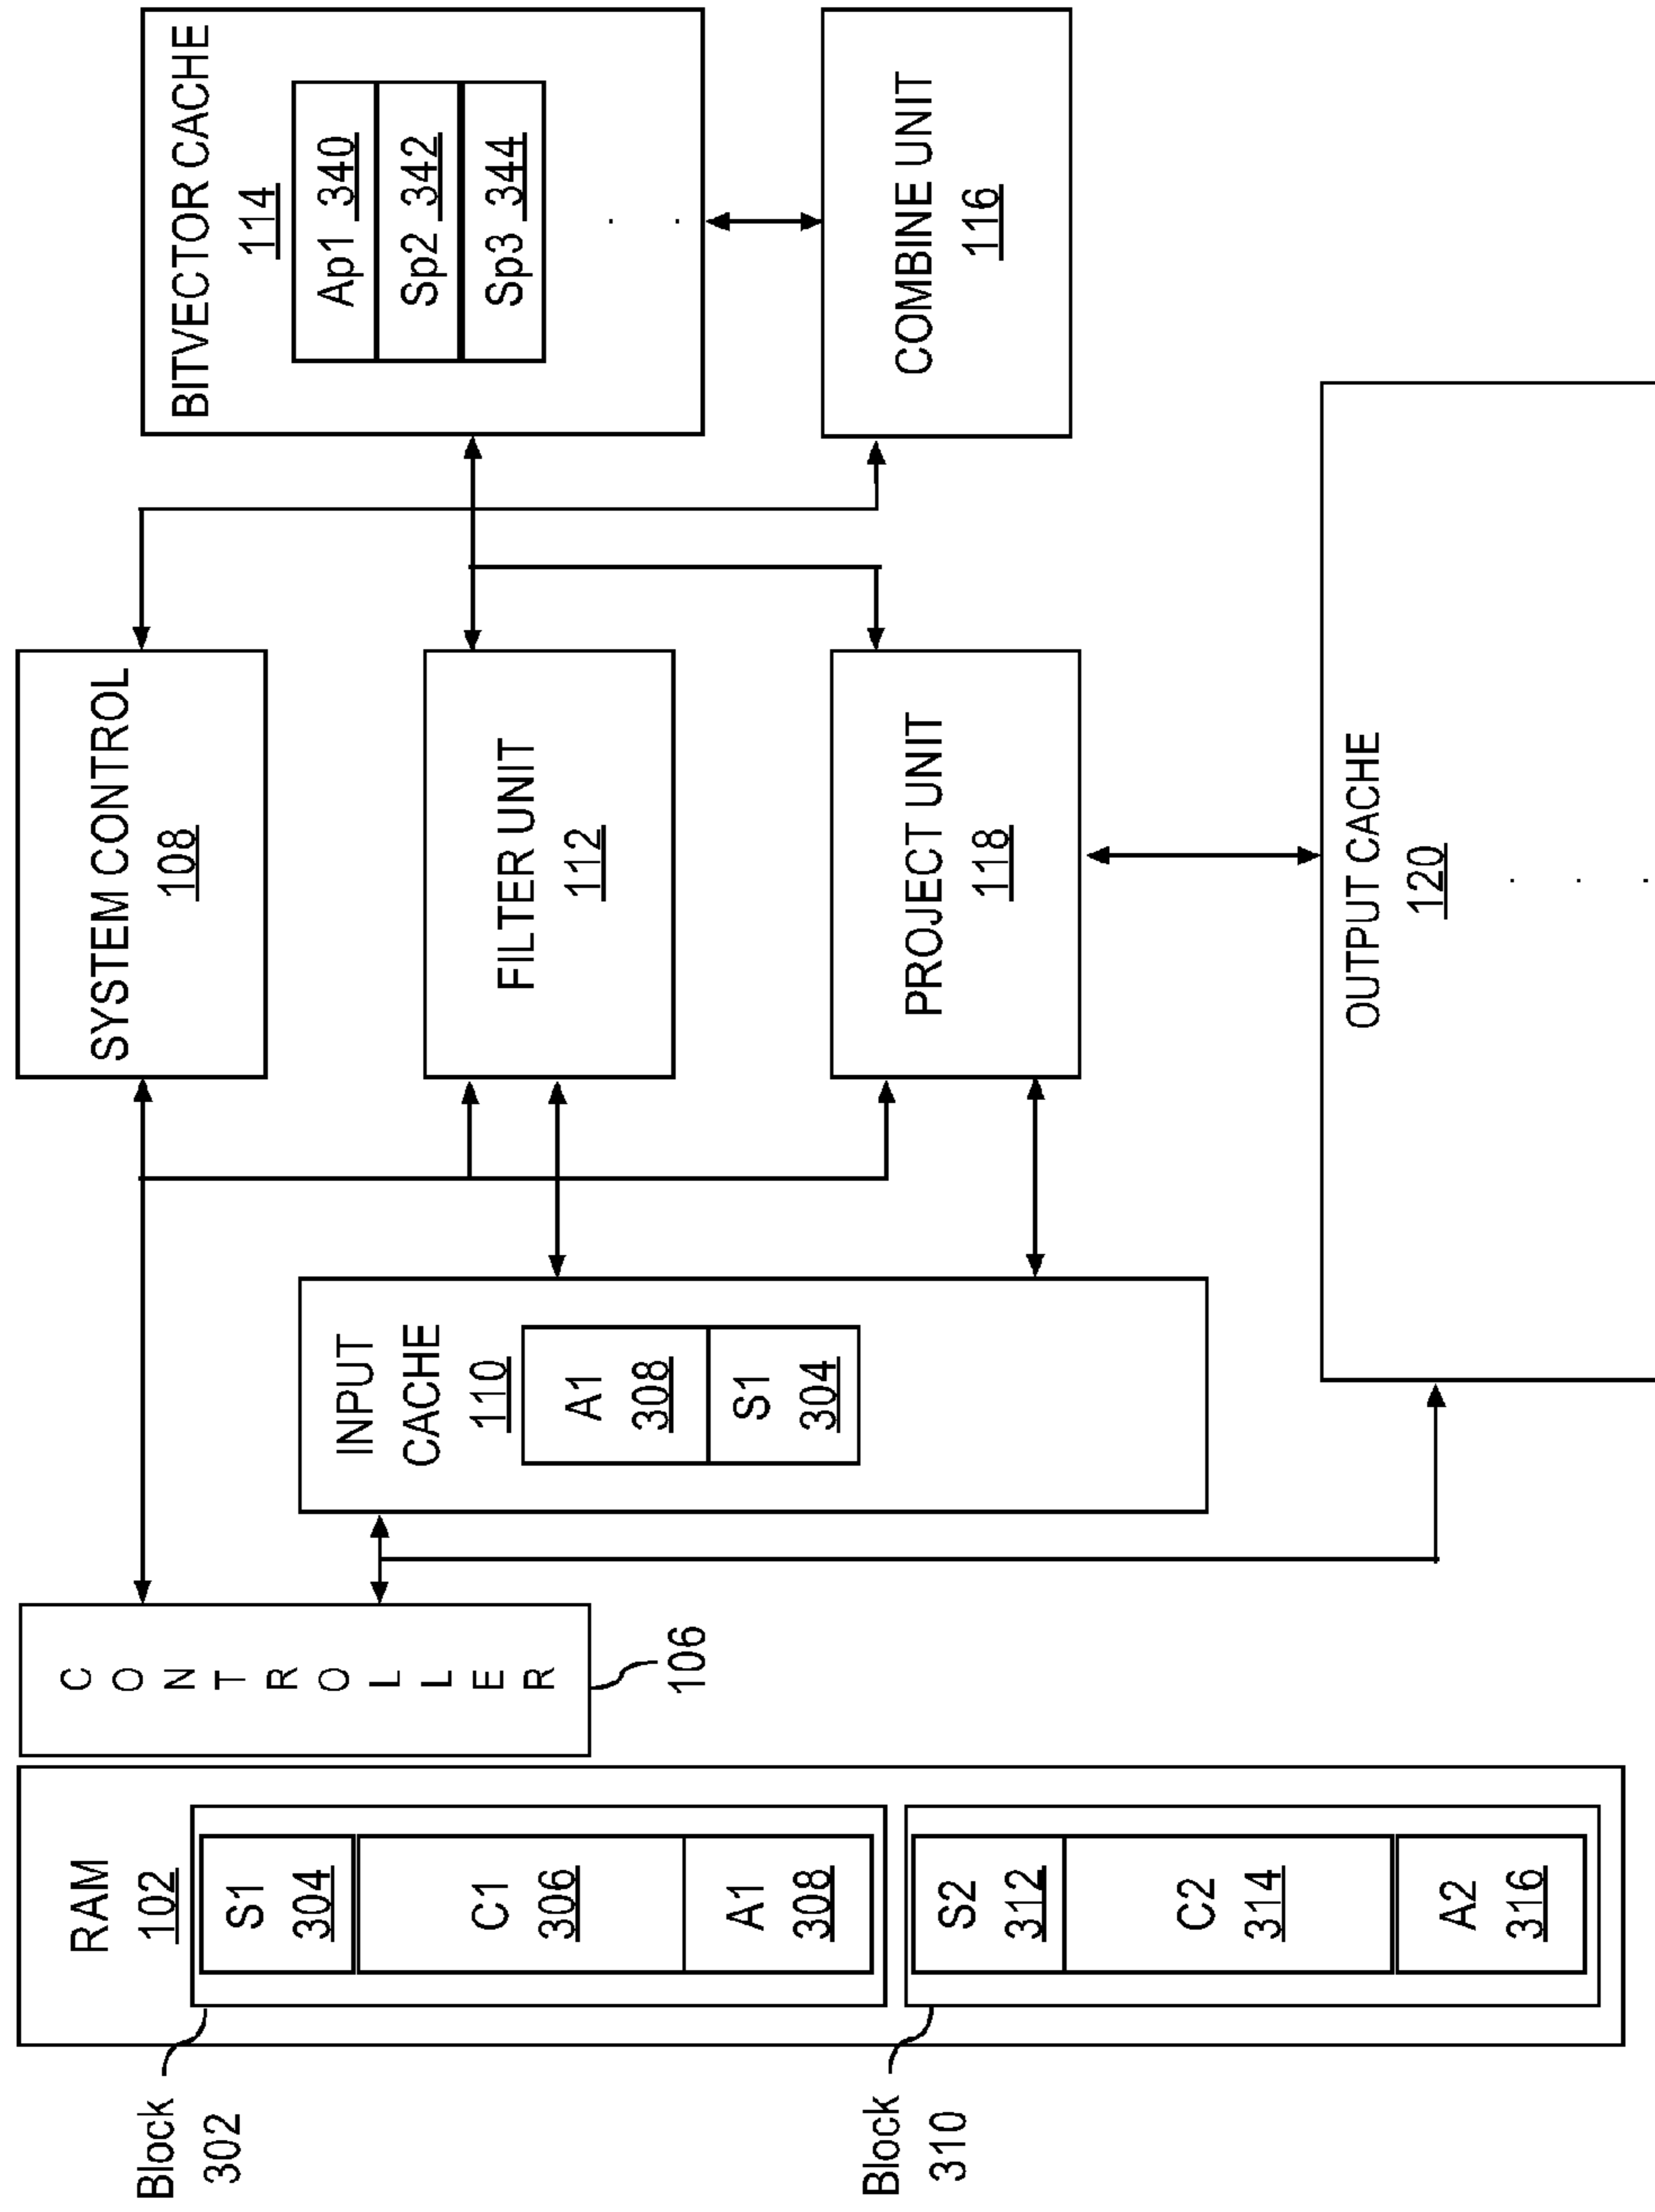 RAM
102
Block
302
S1
304
C1
306
A1
308
Block
310
S2
312
C2
314
A2
316
CONTROLLER
106
INPUT
CACHE
110
A1
308
S1
304
SYSTEM CONTROL
108
FILTER UNIT
112
PROJECT UNIT
118
BITVECTOR CACHE
114
Ap1 340
Sp2 342
Sp3 344
.
.
COMBINE UNIT
116
OUTPUT CACHE
120
.
.
.